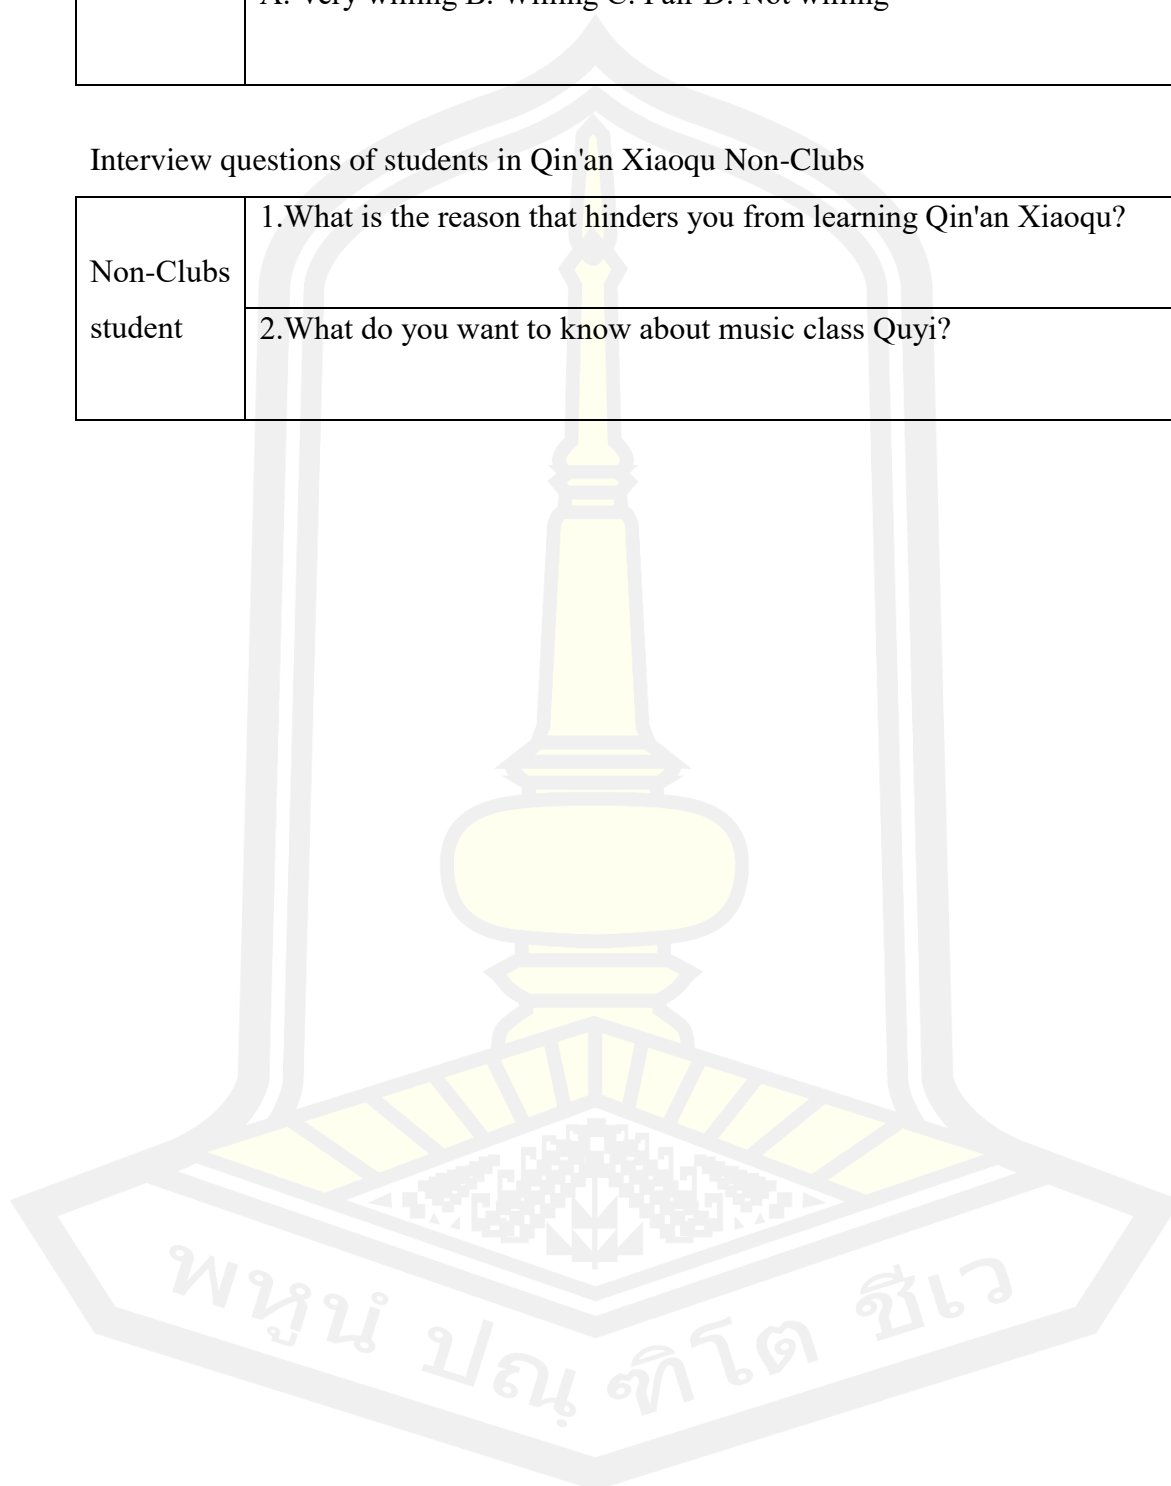 A. Very willing B. Willing C. Fair D. Not willing
Interview questions of students in Qin'an Xiaoqu Non-Clubs
Non-Clubs
student
1.What is the reason that hinders you from learning Qin'an Xiaoqu?
2.What do you want to know about music class Quyi?
พหูนํ ปณฺฑิโต ชีเว